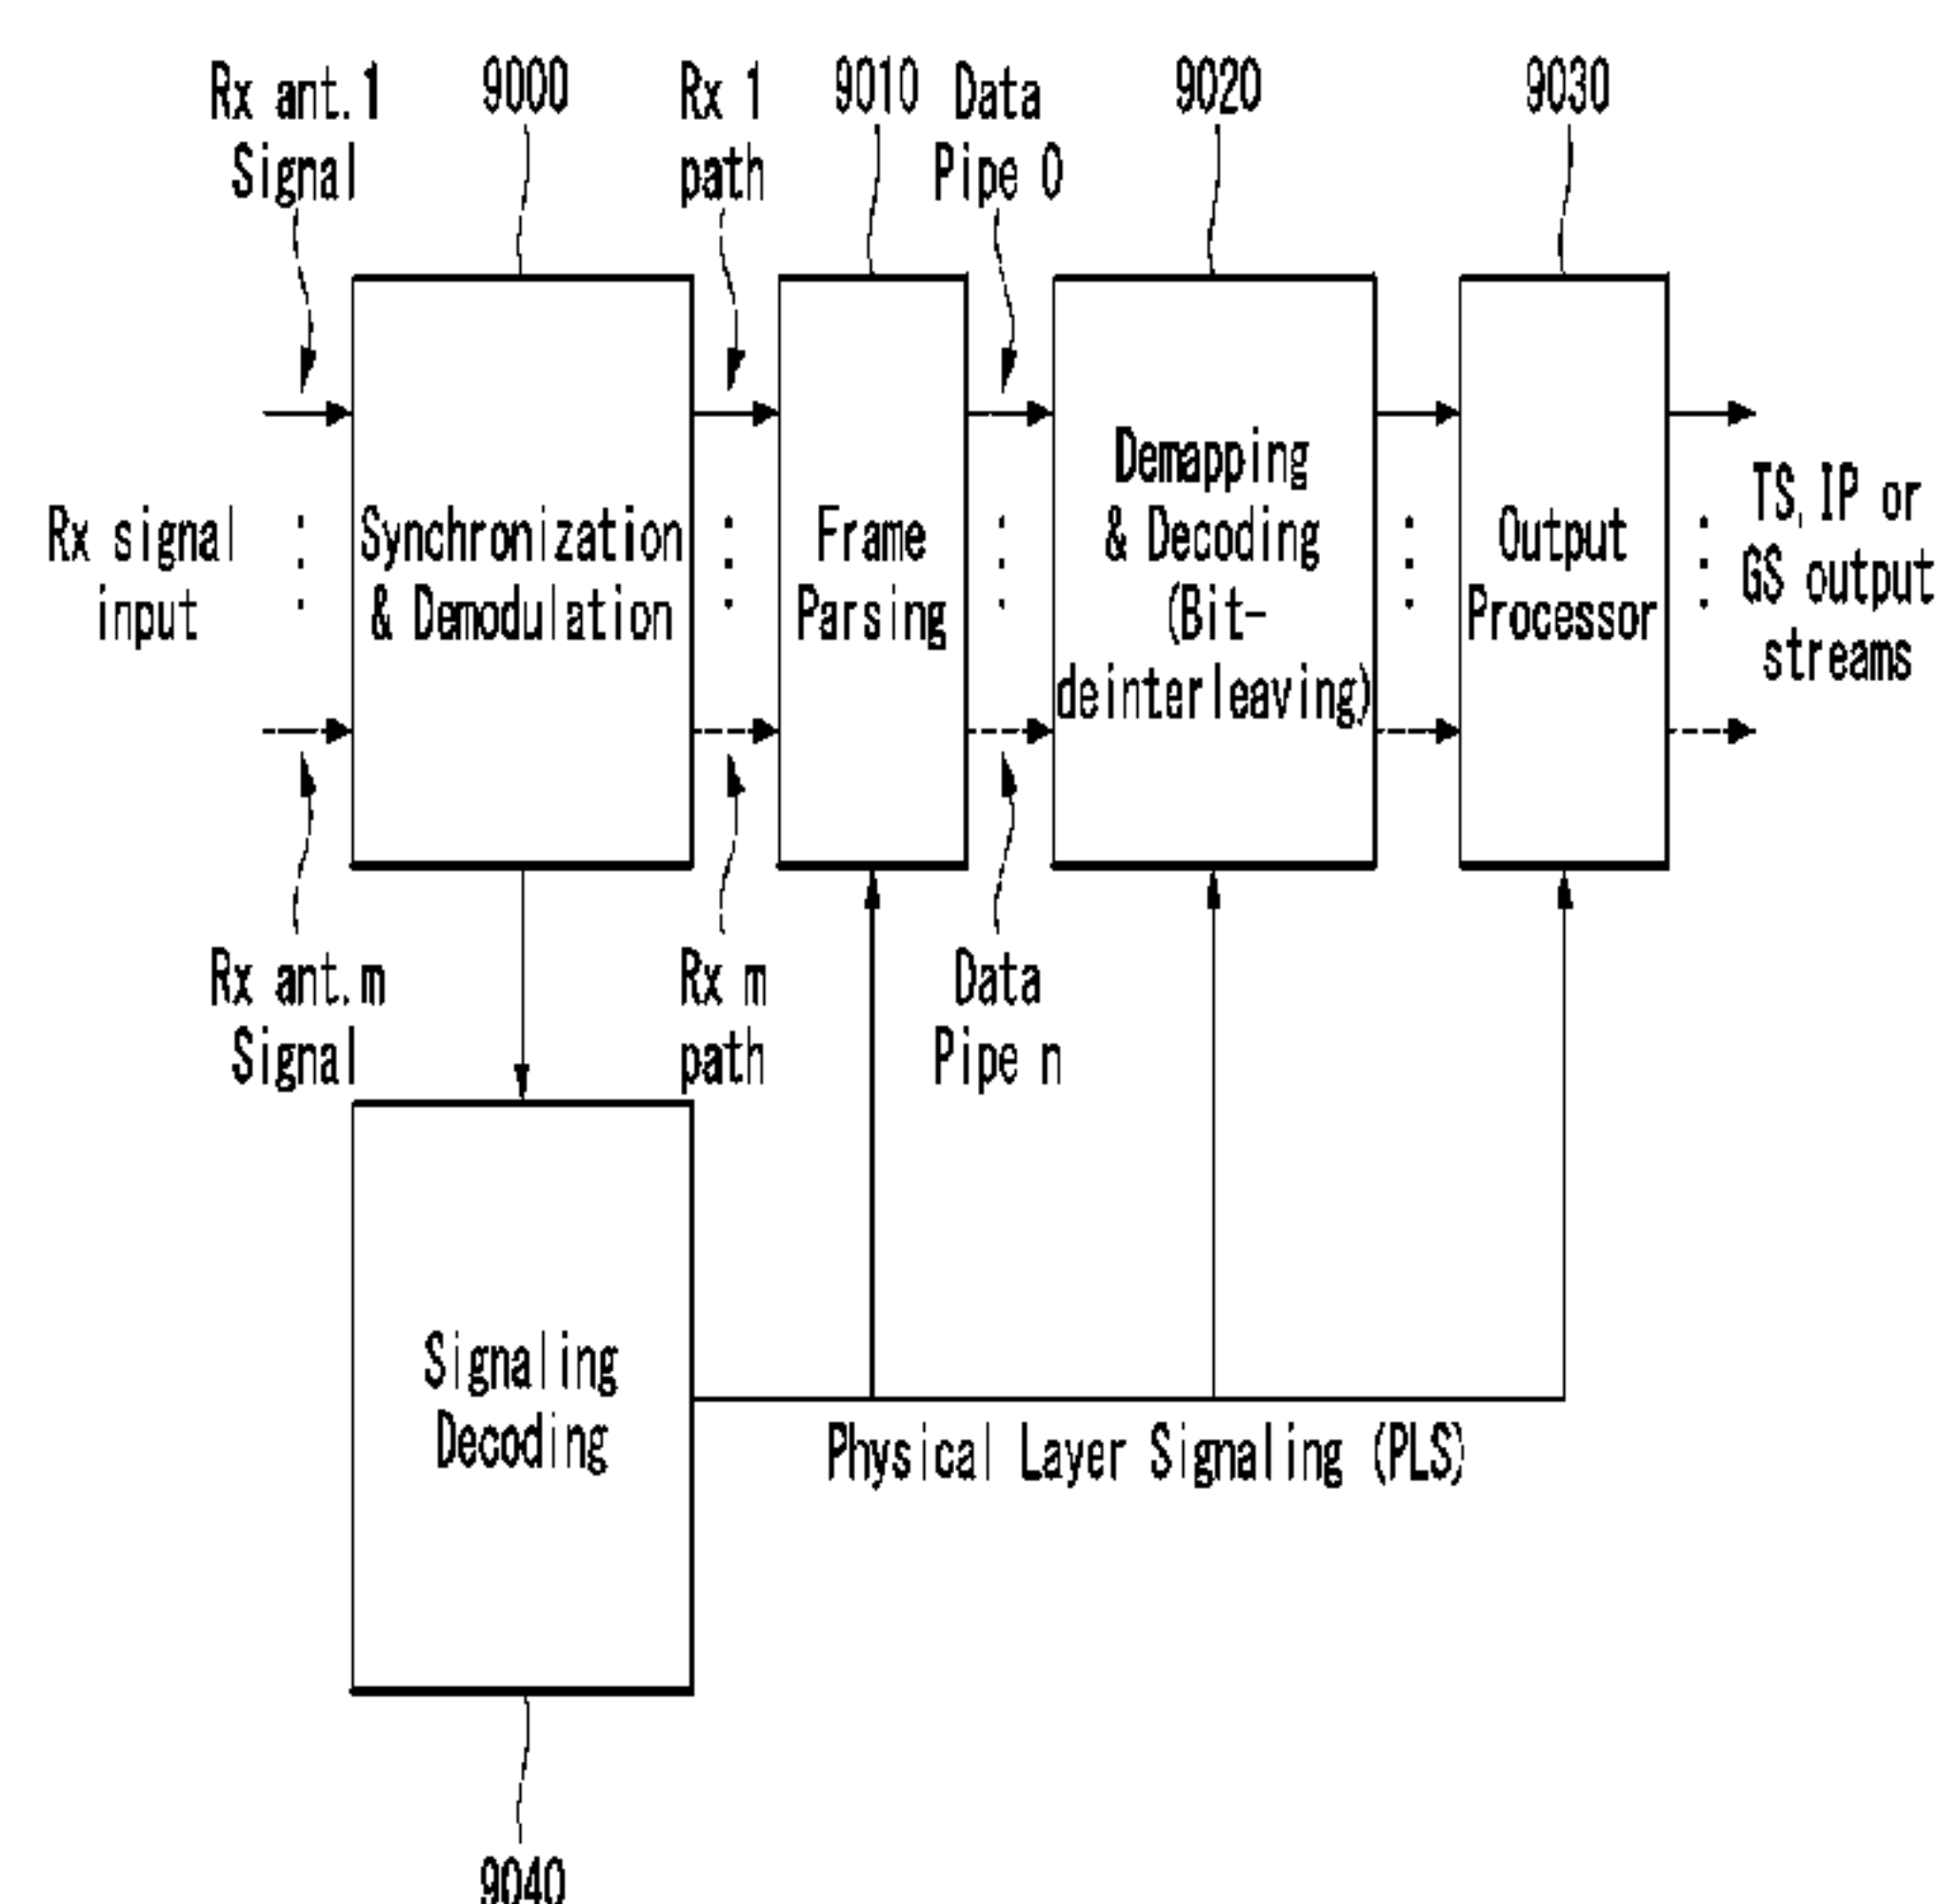 Rx ant.1
Signal
9000
Rx 1
path
9010
Data
Pipe 0
9020
9030
Rx signal
input
Synchronization
& Demodulation
Frame
Parsing
Demapping
& Decoding
(Bit-
deinterleaving)
Output
Processor
TS, IP or
GS output
streams
Rx ant.m
Signal
Rx m
path
Data
Pipe n
Signaling
Decoding
Physical Layer Signaling (PLS)
9040